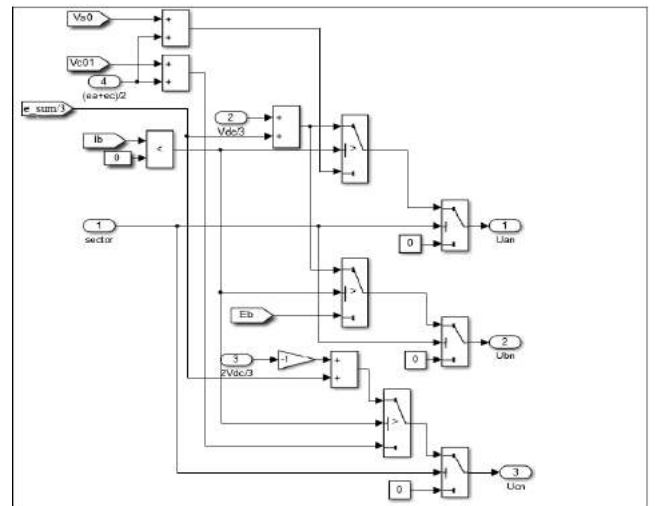 Va0
+
+
Vc01
+
+
4
(ea+ec)/2
e_sum/3
2
Vdc/3
+
+
Ib
0
<
>
1
sector
0
1
Uan
>
Eb
0
2
Ubn
3
2Vdc/3
-1
+
+
>
0
3
Ucn